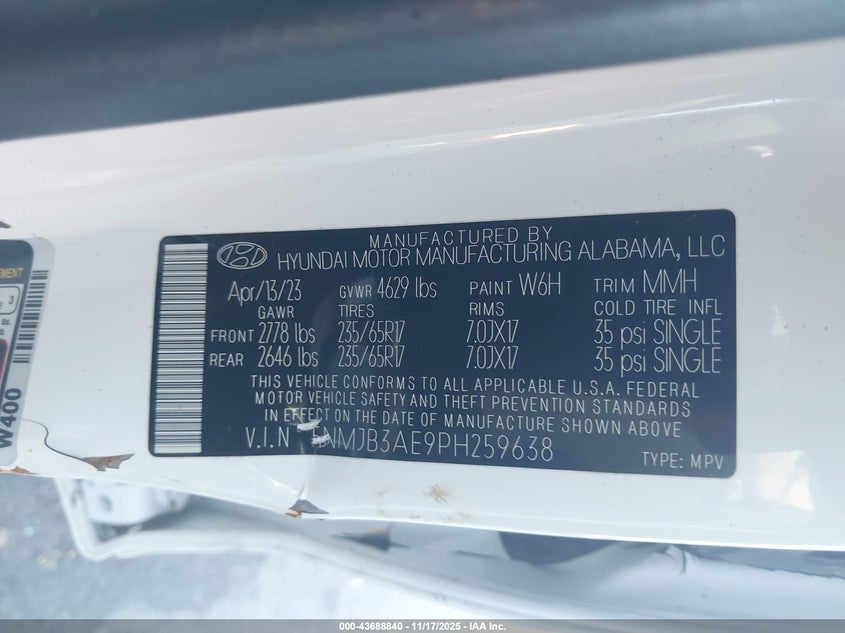 MANUFACTURED BY
HYUNDAI MOTOR MANUFACTURING ALABAMA, LLC
Apr/13/23 GVWR 4629 lbs PAINT W6H TRIM MMH
GAWR TIRES RIMS COLD TIRE INFL
FRONT 2778 lbs 235/65R17 7.0JX17 35 psi SINGLE
REAR 2646 lbs 235/65R17 7.0JX17 35 psi SINGLE
THIS VEHICLE CONFORMS TO ALL APPLICABLE U.S.A. FEDERAL
MOTOR VEHICLE SAFETY AND THEFT PREVENTION STANDARDS
IN EFFECT ON THE DATE OF MANUFACTURE SHOWN ABOVE
V.I.N NMJB3AE9PH259638
TYPE: MPV
EMENT
3
W400
000-43688840 - 11/17/2025 - IAA Inc.